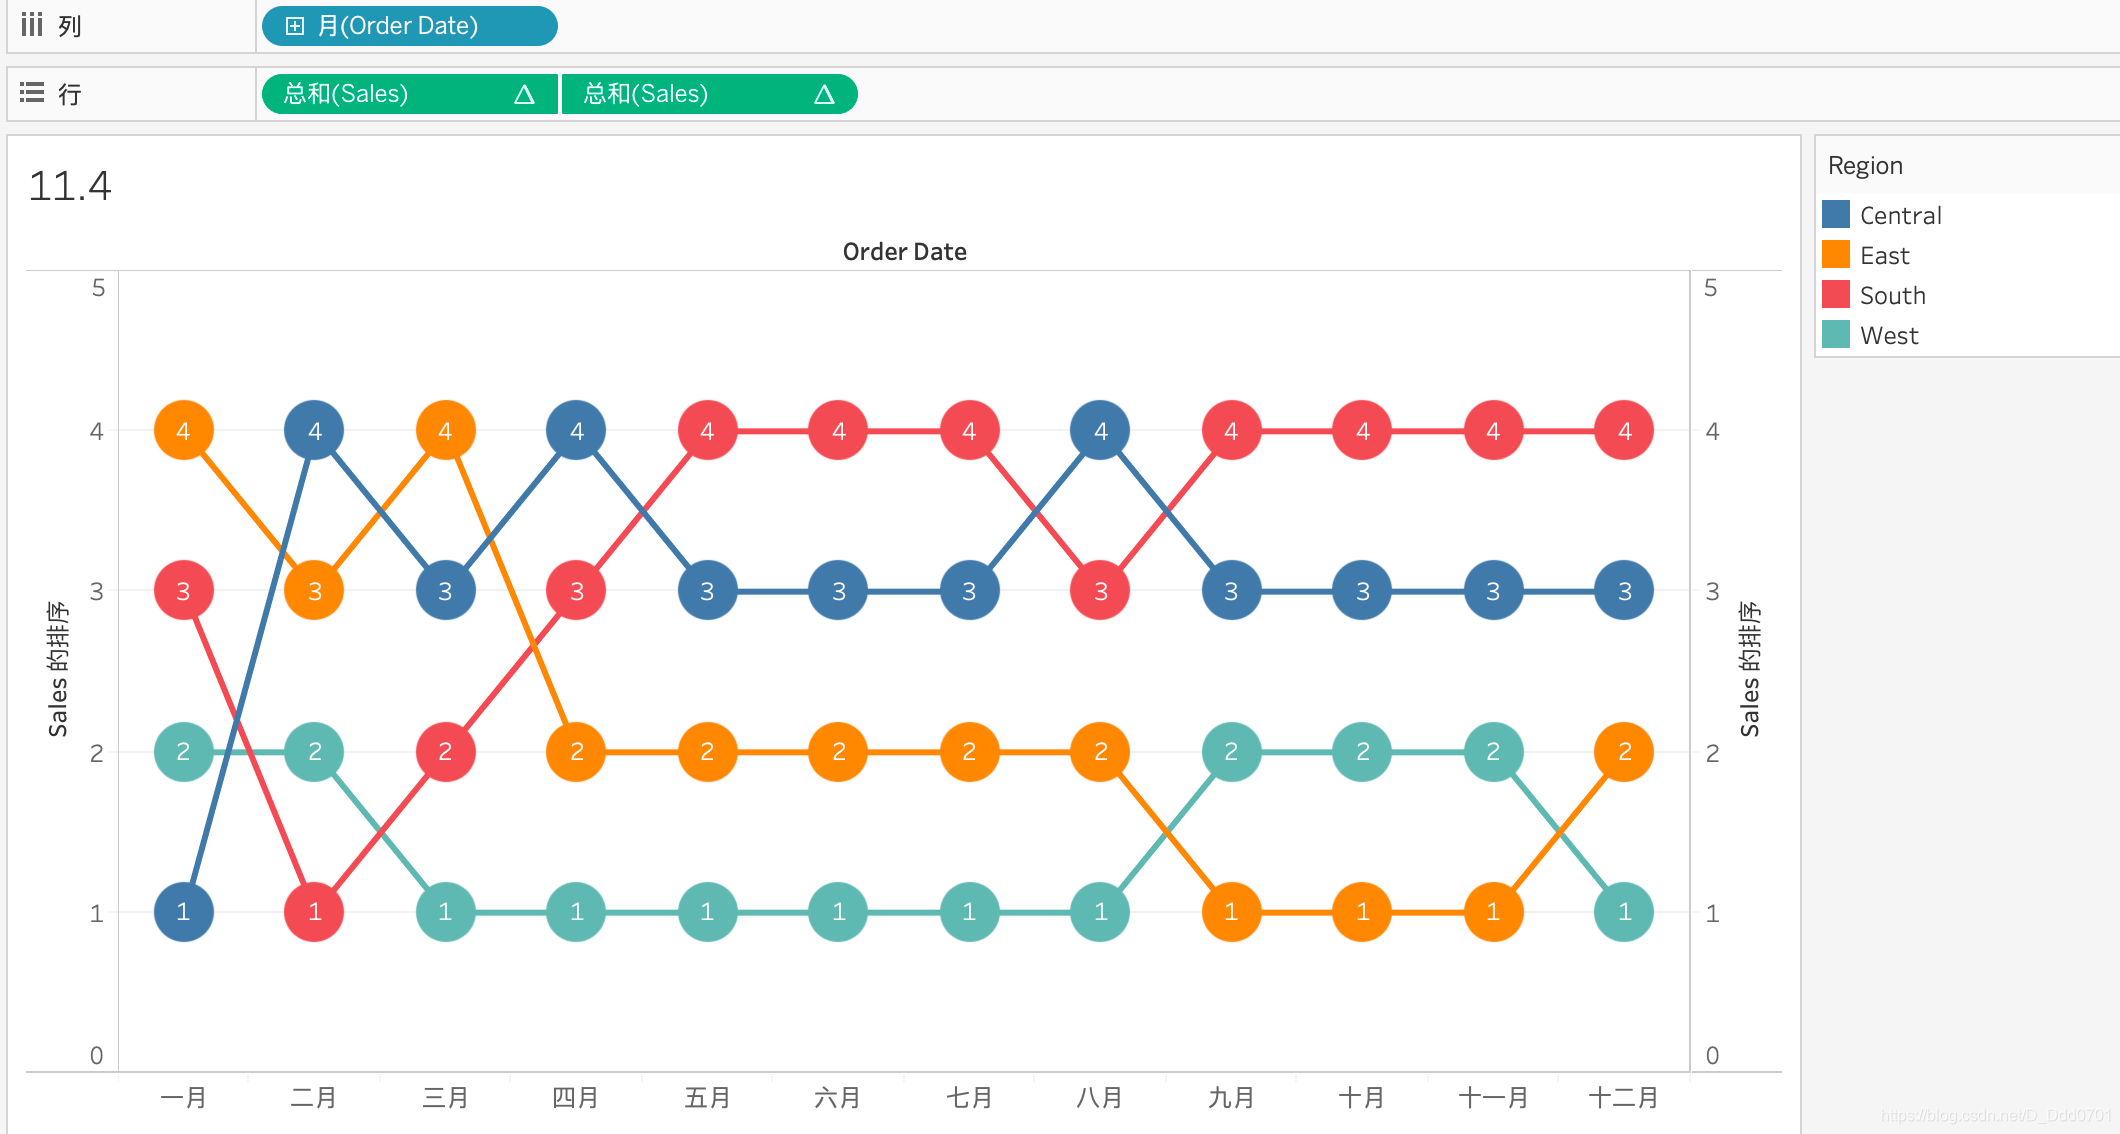 列
月(Order Date)
行
总和(Sales) 总和(Sales)
11.4
Region
Central
East
South
West
Order Date
5 5
4 4 4 4 4 4 4 4 4 4 4 4 4 4
3 3 3 3 3 3 3 3 3 3 3 3 3 3
Sales 的排序 Sales 的排序
2 2 2 2 2 2 2 2 2 2 2 2 2 2
1 1 1 1 1 1 1 1 1 1 1 1 1 1
0 0
一月 二月 三月 四月 五月 六月 七月 八月 九月 十月 十一月 十二月
https://blog.csdn.net/D_Ddd0701